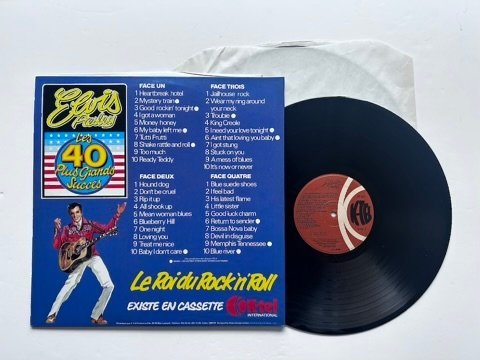 Elvis
Presley
Les
40
Plus Grands
Succès
FACE UN
1 Heartbreak hotel
2 Mystery train
3 Good rockin' tonight
4 I got a woman
5 Money honey
6 My baby left me
7 Tutti Frutti
8 Shake rattle and roll
9 Too much
10 Ready Teddy
FACE DEUX
1 Hound dog
2 Don't be cruel
3 Rip it up
4 All shook up
5 Mean woman blues
6 Blueberry Hill
7 One night
8 Loving you
9 Treat me nice
10 Baby I don't care
FACE THOIS
1 Jailhouse rock
2 Wear my ring around
your neck
3 Trouble
4 King Creole
5 I need your love tonight
6 Aint that loving you baby
7 I got stung
8 Stuck on you
9 A mess of blues
10 It's now or never
FACE QUATRE
1 Blue suede shoes
2 I feel bad
3 His latest flame
4 Little sister
5 Good luck charm
6 Return to sender
7 Bossa Nova baby
8 Devil in disguise
9 Memphis Tennessee
10 Blue river
Le Roi du Rock 'n' Roll
EXISTE EN CASSETTE
K-tel
INTERNATIONAL